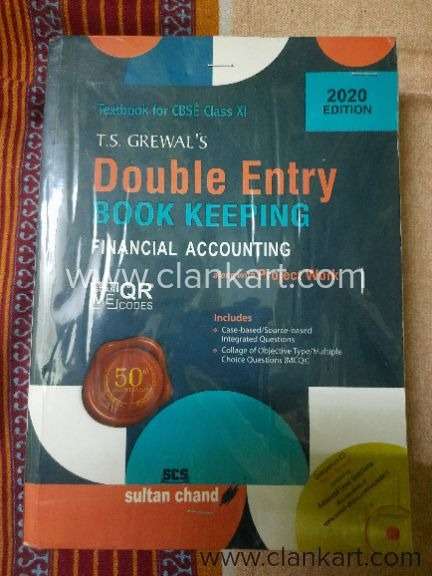 Textbook for CBSE Class XI
2020
EDITION
T.S. GREWAL'S
Double Entry
BOOK KEEPING
FINANCIAL ACCOUNTING
www.clankart.com
Project Work
QR
CODES
Includes
Case-based/Source-based
Integrated Questions
Collage of Objective Type/Multiple
Choice Questions (MCQs)
50
SCS
sultan chand
www.clankart.com